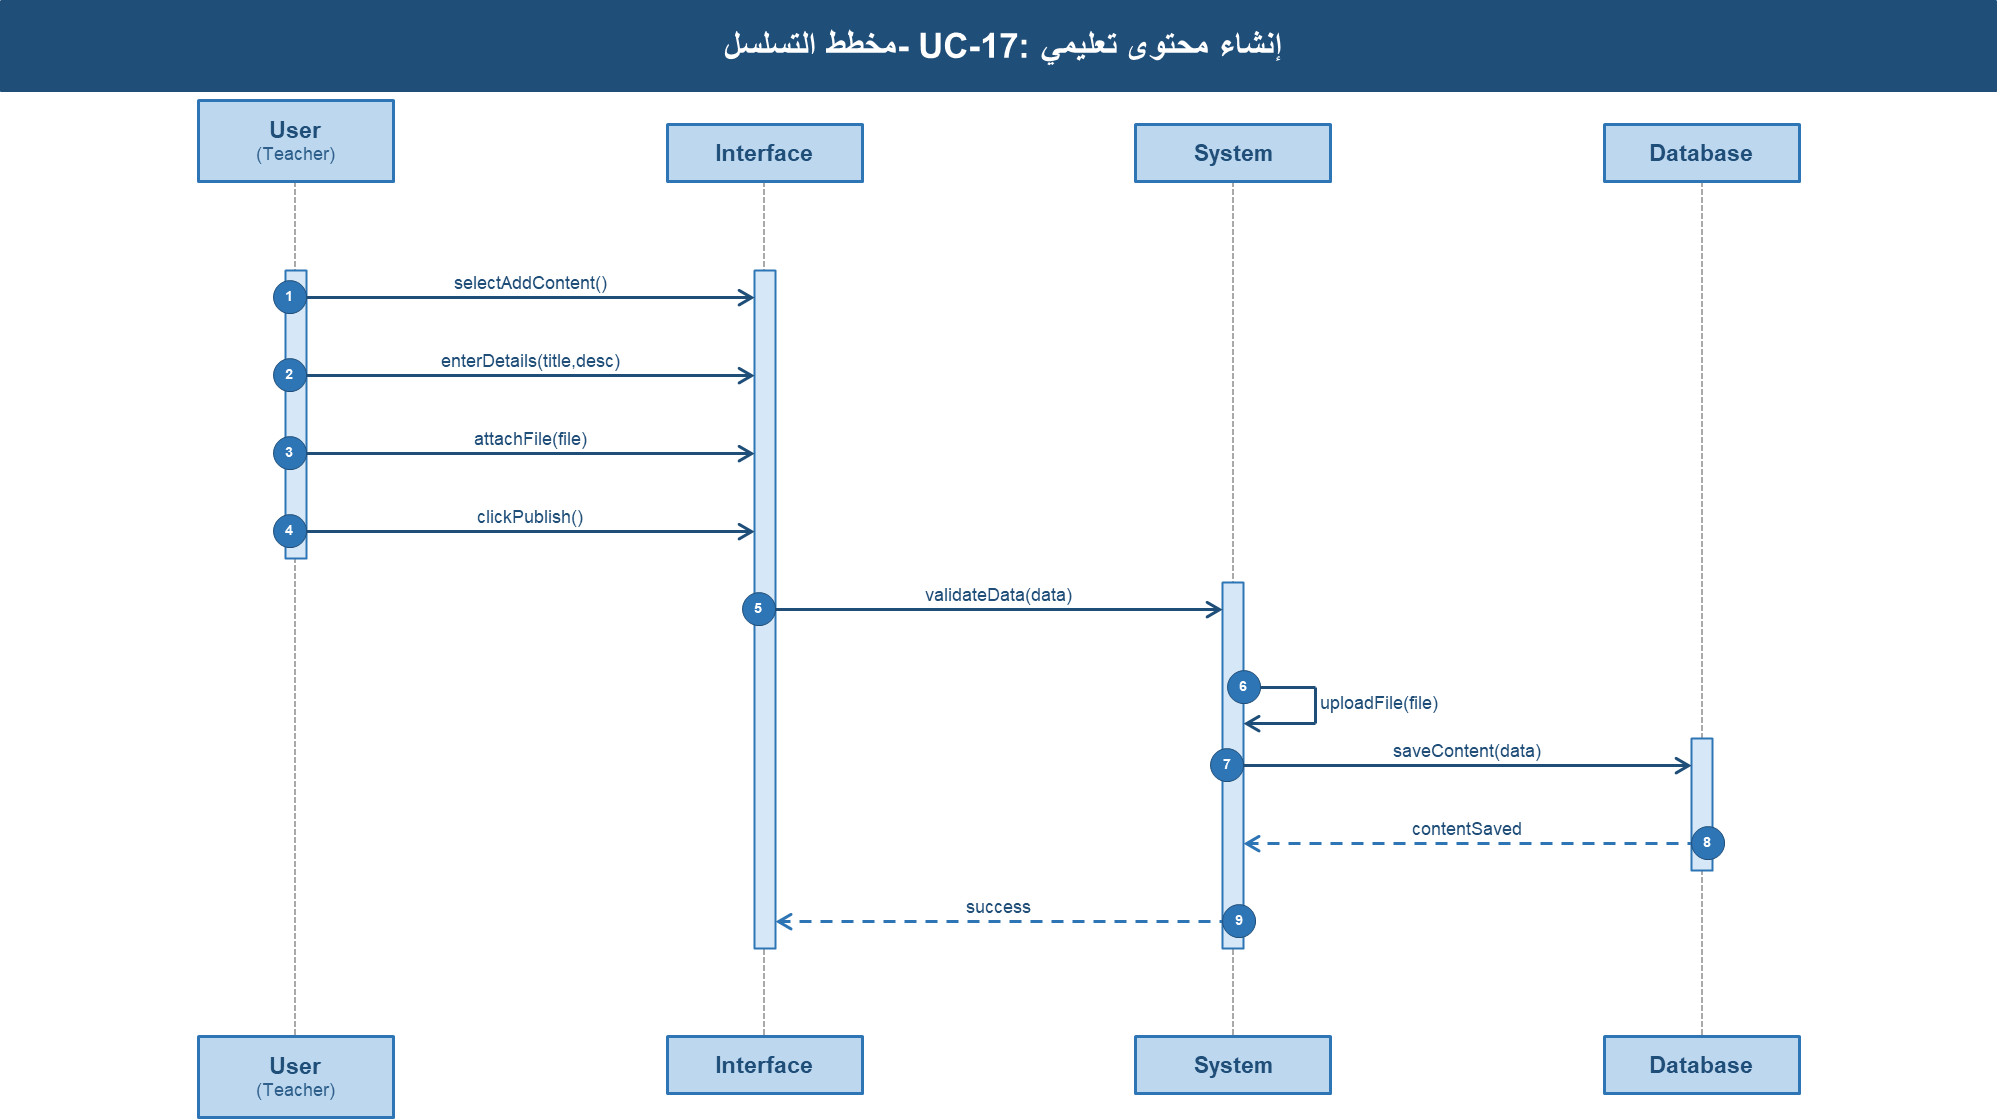 مخطط التسلسل- UC-17: إنشاء محتوى تعليمي
User
(Teacher)
Interface
System
Database
1
selectAddContent()
2
enterDetails(title,desc)
3
attachFile(file)
4
clickPublish()
5
validateData(data)
6
uploadFile(file)
7
saveContent(data)
contentSaved
8
success
9
User
(Teacher)
Interface
System
Database